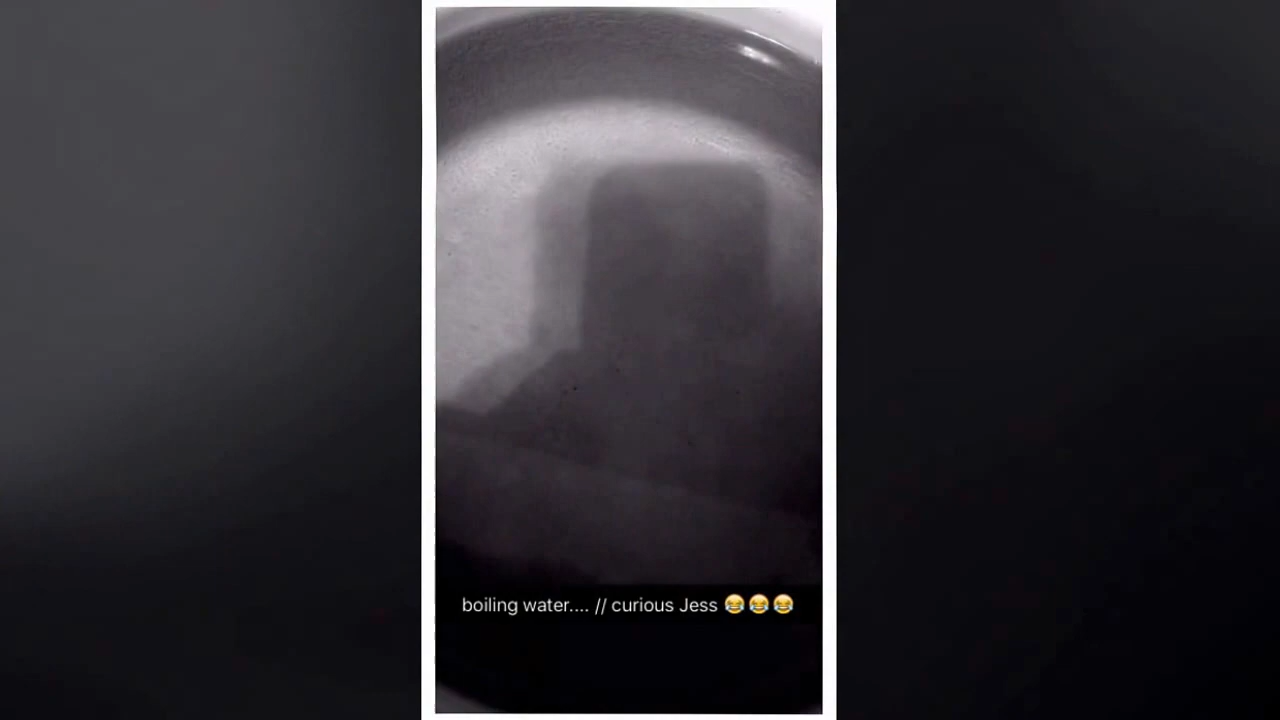 boiling water.... // curious Jess 😂😂😂